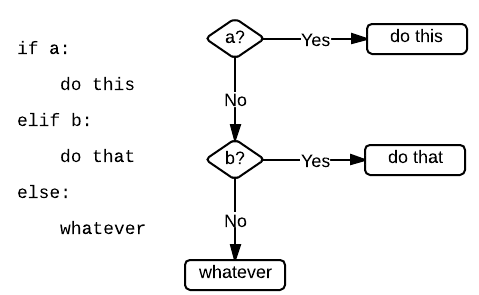 if a:
    do this
elif b:
    do that
else:
    whatever
a?
Yes
do this
No
b?
Yes
do that
No
whatever